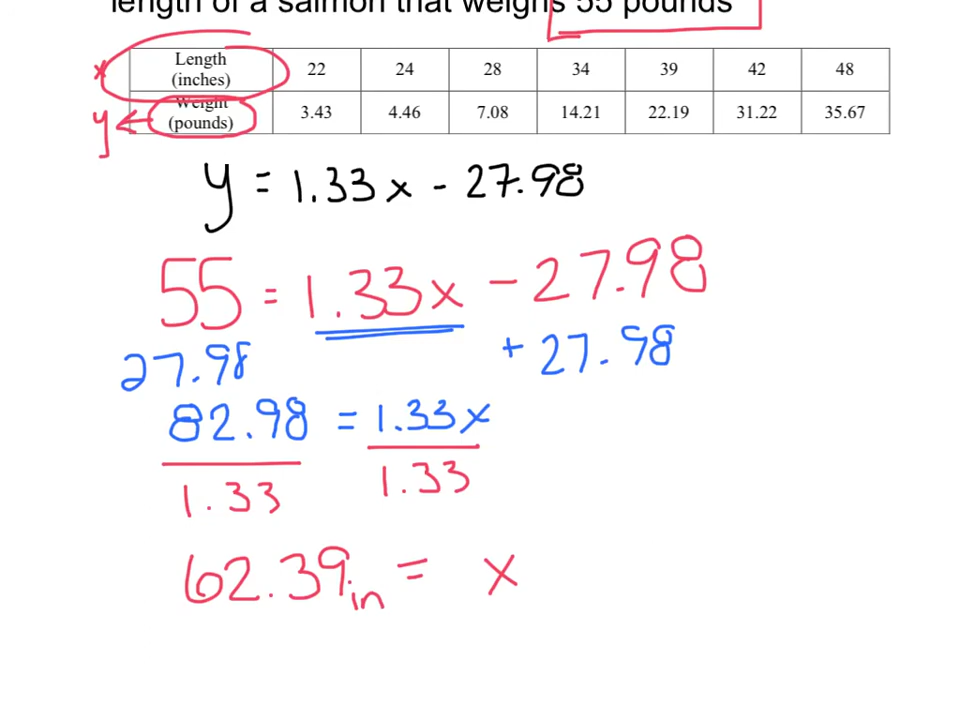 length of a salmon that weighs 55 pounds
x Length (inches) 22 24 28 34 39 42 48
y Weight (pounds) 3.43 4.46 7.08 14.21 22.19 31.22 35.67
y = 1.33x - 27.98
55 = 1.33x - 27.98
27.98 + 27.98
82.98 = 1.33x
1.33 1.33
62.39in = x